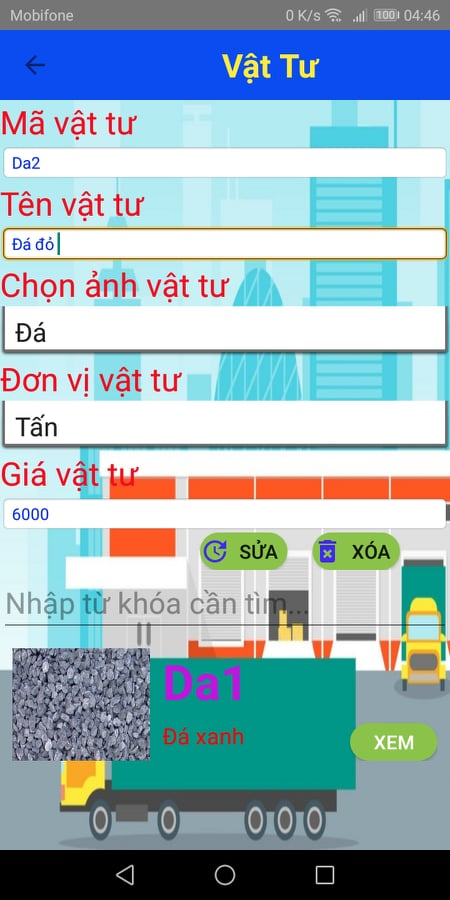 Mobifone 0 K/s 100 04:46
Vật Tư
Mã vật tư
Da2
Tên vật tư
Đá đỏ
Chọn ảnh vật tư
Đá
Đơn vị vật tư
Tấn
Giá vật tư
6000
SỬA XÓA
Nhập từ khóa cần tìm...
Da1
Đá xanh
XEM